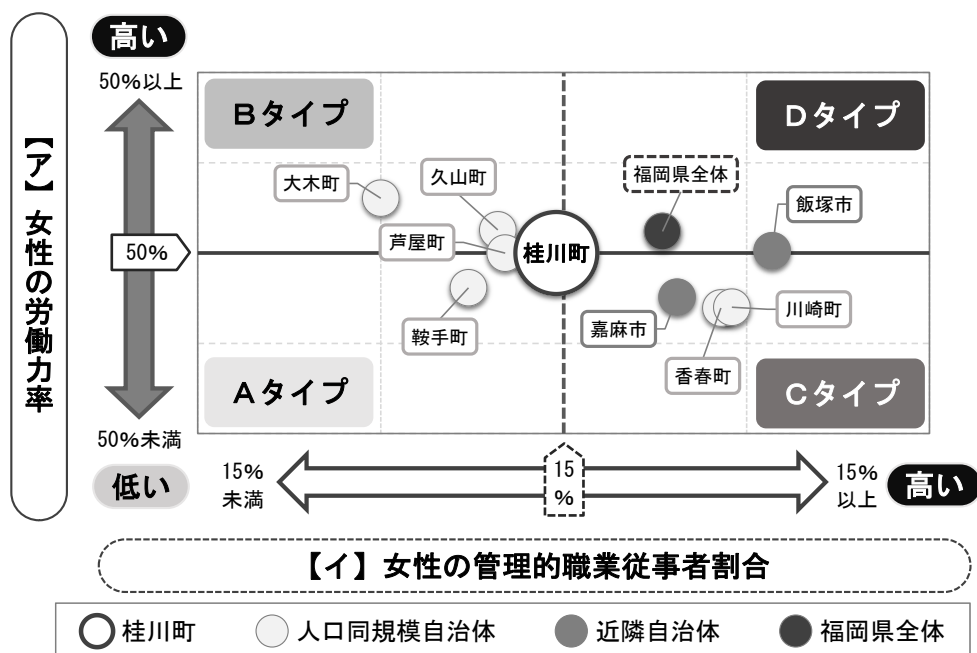 高い
50%以上
【ア】女性の労働力率
50%
50%未満
低い
Bタイプ
Dタイプ
大木町
久山町
福岡県全体
飯塚市
芦屋町
桂川町
鞍手町
嘉麻市
川崎町
香春町
Aタイプ
Cタイプ
15%
未満
15
%
15%
以上
高い
【イ】女性の管理的職業従事者割合
桂川町
人口同規模自治体
近隣自治体
福岡県全体